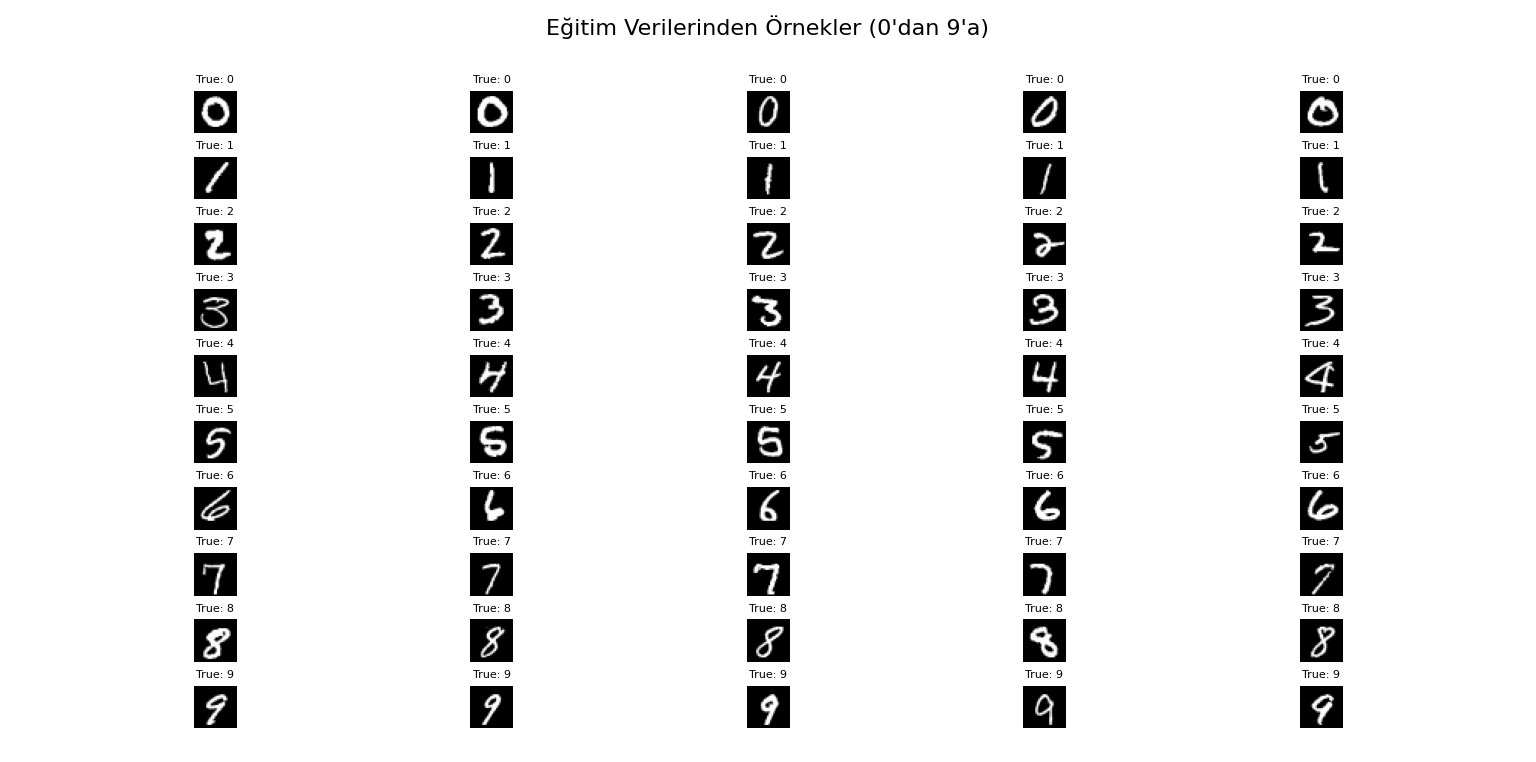 Eğitim Verilerinden Örnekler (0'dan 9'a)
True: 0 True: 0 True: 0 True: 0 True: 0
0 0 0 0 0
True: 1 True: 1 True: 1 True: 1 True: 1
1 1 1 1 1
True: 2 True: 2 True: 2 True: 2 True: 2
2 2 2 2 2
True: 3 True: 3 True: 3 True: 3 True: 3
3 3 3 3 3
True: 4 True: 4 True: 4 True: 4 True: 4
4 4 4 4 4
True: 5 True: 5 True: 5 True: 5 True: 5
5 5 5 5 5
True: 6 True: 6 True: 6 True: 6 True: 6
6 6 6 6 6
True: 7 True: 7 True: 7 True: 7 True: 7
7 7 7 7 7
True: 8 True: 8 True: 8 True: 8 True: 8
8 8 8 8 8
True: 9 True: 9 True: 9 True: 9 True: 9
9 9 9 9 9